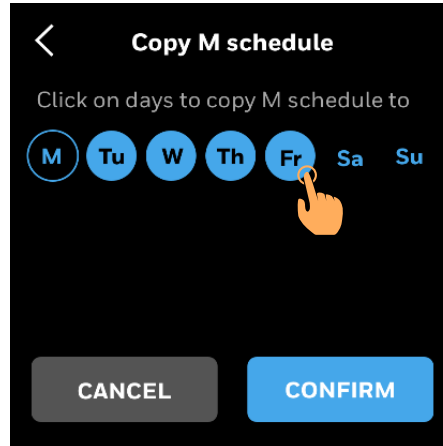 Copy M schedule
Click on days to copy M schedule to
M Tu W Th Fr Sa Su
CANCEL CONFIRM